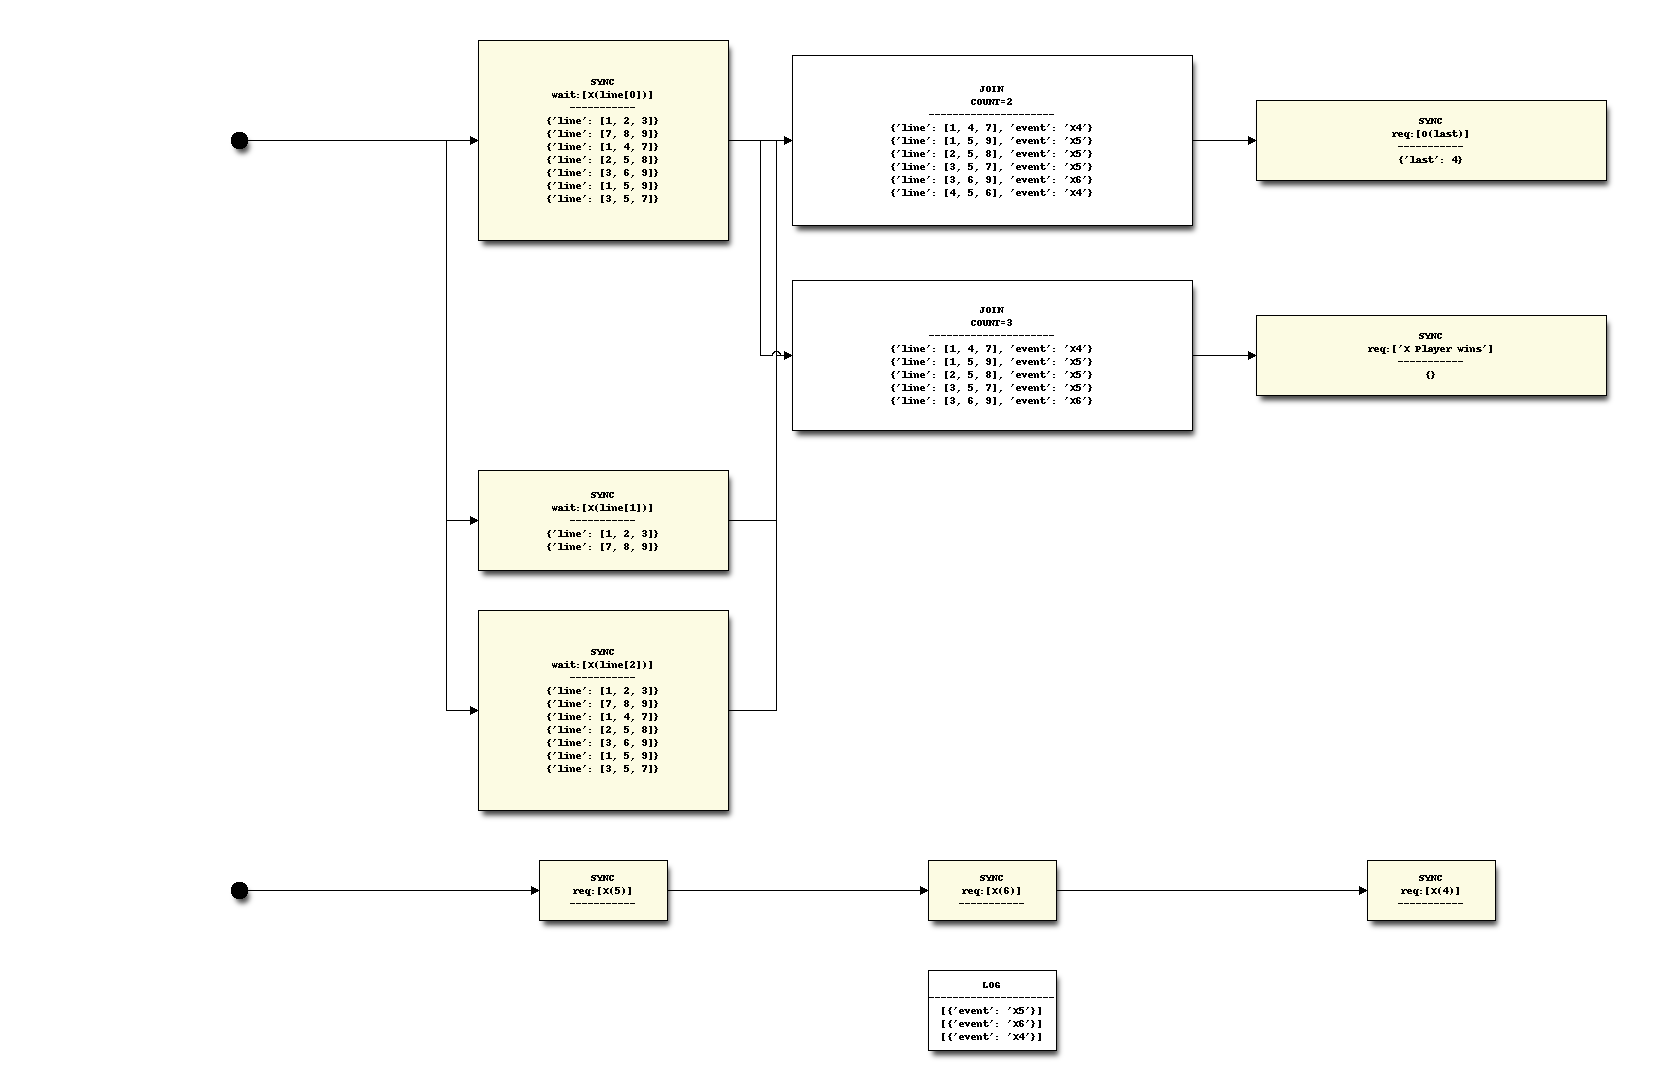 SYNC
wait:[X(line[0])]
-----------
{'line': [1, 2, 3]}
{'line': [7, 8, 9]}
{'line': [1, 4, 7]}
{'line': [2, 5, 8]}
{'line': [3, 6, 9]}
{'line': [1, 5, 9]}
{'line': [3, 5, 7]}
JOIN
COUNT=2
---------------------
{'line': [1, 4, 7], 'event': 'X4'}
{'line': [1, 5, 9], 'event': 'X5'}
{'line': [2, 5, 8], 'event': 'X5'}
{'line': [3, 5, 7], 'event': 'X5'}
{'line': [3, 6, 9], 'event': 'X6'}
{'line': [4, 5, 6], 'event': 'X4'}
SYNC
req:[O(last)]
-----------
{'last': 4}
JOIN
COUNT=3
---------------------
{'line': [1, 4, 7], 'event': 'X4'}
{'line': [1, 5, 9], 'event': 'X5'}
{'line': [2, 5, 8], 'event': 'X5'}
{'line': [3, 5, 7], 'event': 'X5'}
{'line': [3, 6, 9], 'event': 'X6'}
SYNC
req:['X Player wins']
-----------
{}
SYNC
wait:[X(line[1])]
-----------
{'line': [1, 2, 3]}
{'line': [7, 8, 9]}
SYNC
wait:[X(line[2])]
-----------
{'line': [1, 2, 3]}
{'line': [7, 8, 9]}
{'line': [1, 4, 7]}
{'line': [2, 5, 8]}
{'line': [3, 6, 9]}
{'line': [1, 5, 9]}
{'line': [3, 5, 7]}
SYNC
req:[X(5)]
-----------
SYNC
req:[X(6)]
-----------
SYNC
req:[X(4)]
-----------
LOG
---------------------
[{'event': 'X5'}]
[{'event': 'X6'}]
[{'event': 'X4'}]